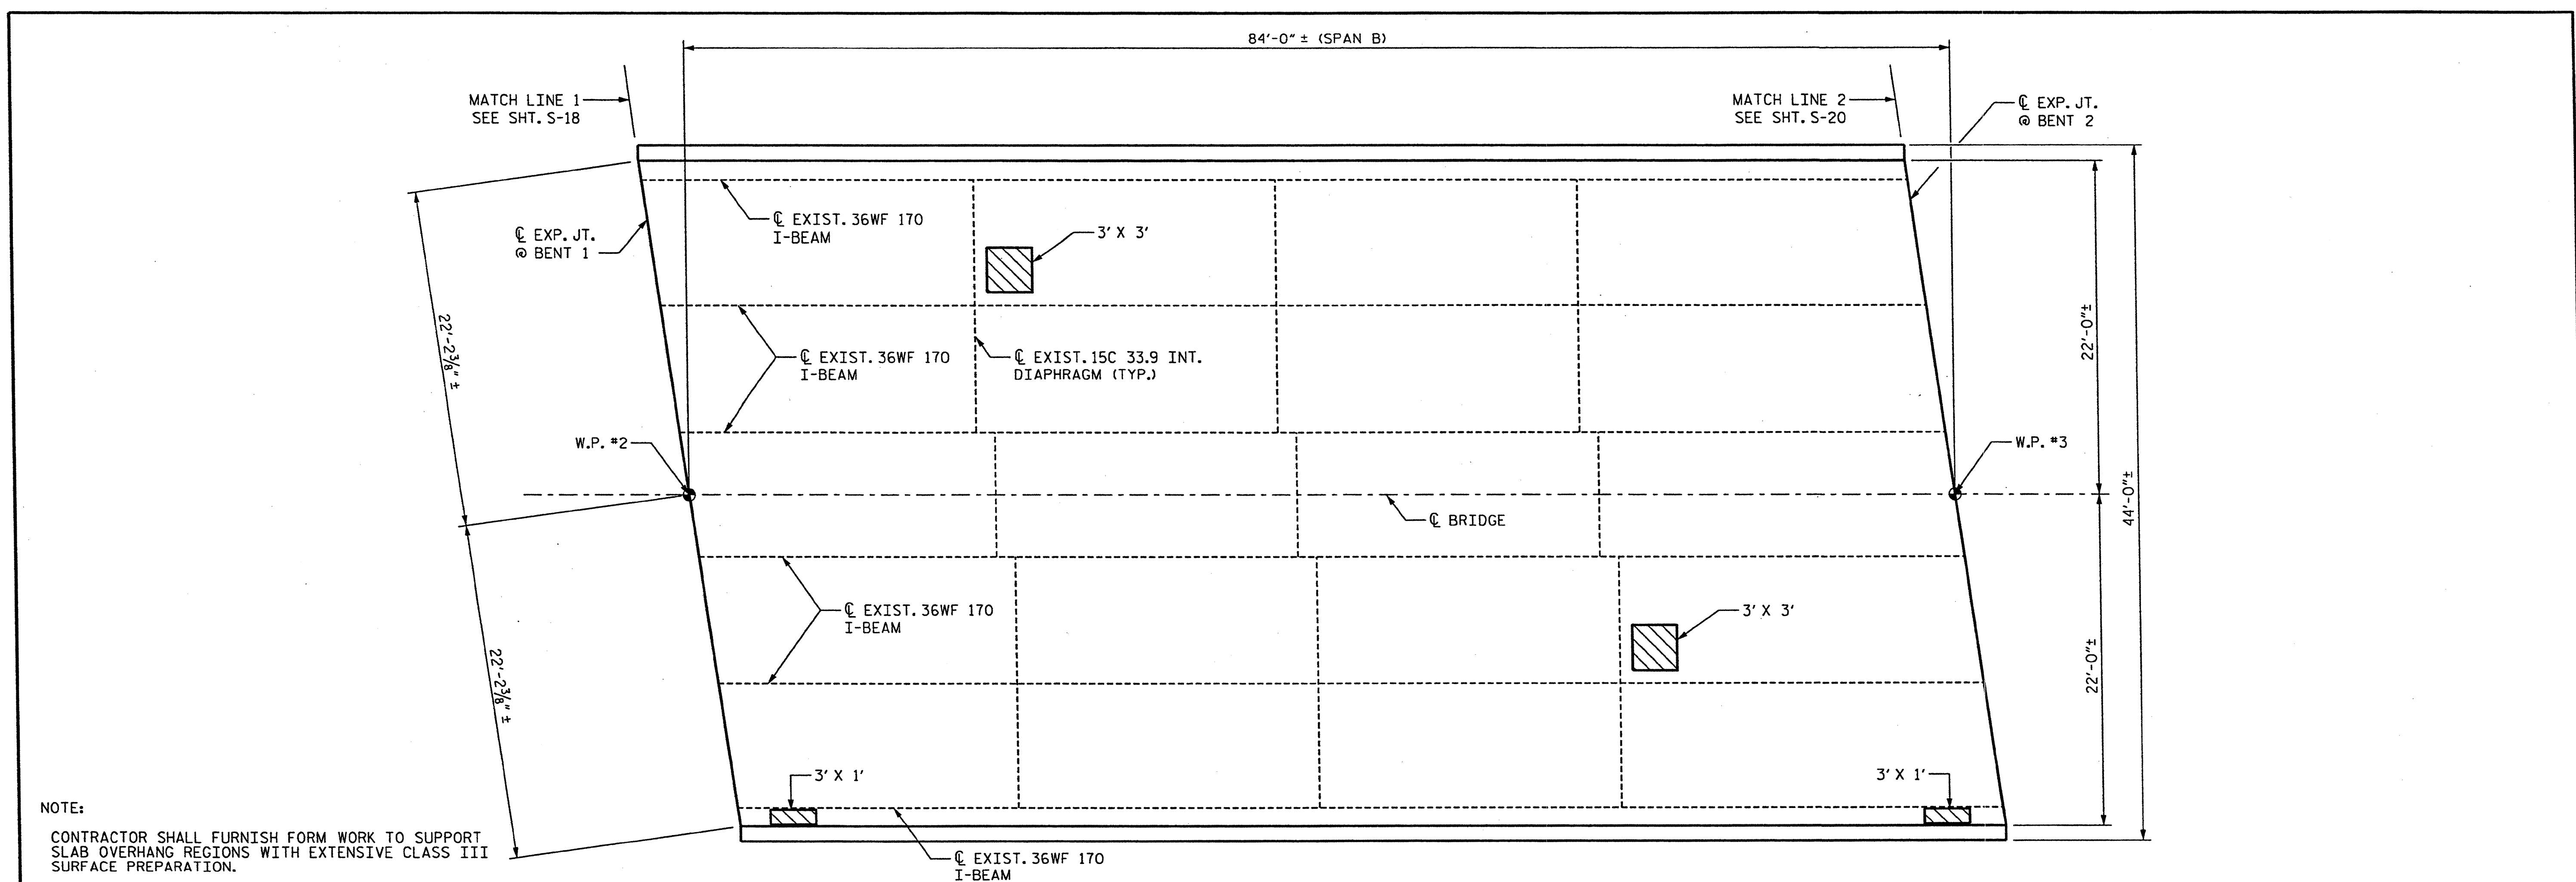 84'-0" ± (SPAN B)
MATCH LINE 1
SEE SHT. S-18
MATCH LINE 2
SEE SHT. S-20
℄ EXP. JT.
@ BENT 2
℄ EXIST. 36WF 170
I-BEAM
3' X 3'
℄ EXP. JT.
@ BENT 1
22'-2⅜" ±
℄ EXIST. 36WF 170
I-BEAM
℄ EXIST. 15C 33.9 INT.
DIAPHRAGM (TYP.)
22'-0"±
W.P. #2
W.P. #3
44'-0"±
℄ BRIDGE
℄ EXIST. 36WF 170
I-BEAM
3' X 3'
22'-2⅜" ±
22'-0"±
3' X 1'
3' X 1'
NOTE:
CONTRACTOR SHALL FURNISH FORM WORK TO SUPPORT
SLAB OVERHANG REGIONS WITH EXTENSIVE CLASS III
SURFACE PREPARATION.
℄ EXIST. 36WF 170
I-BEAM